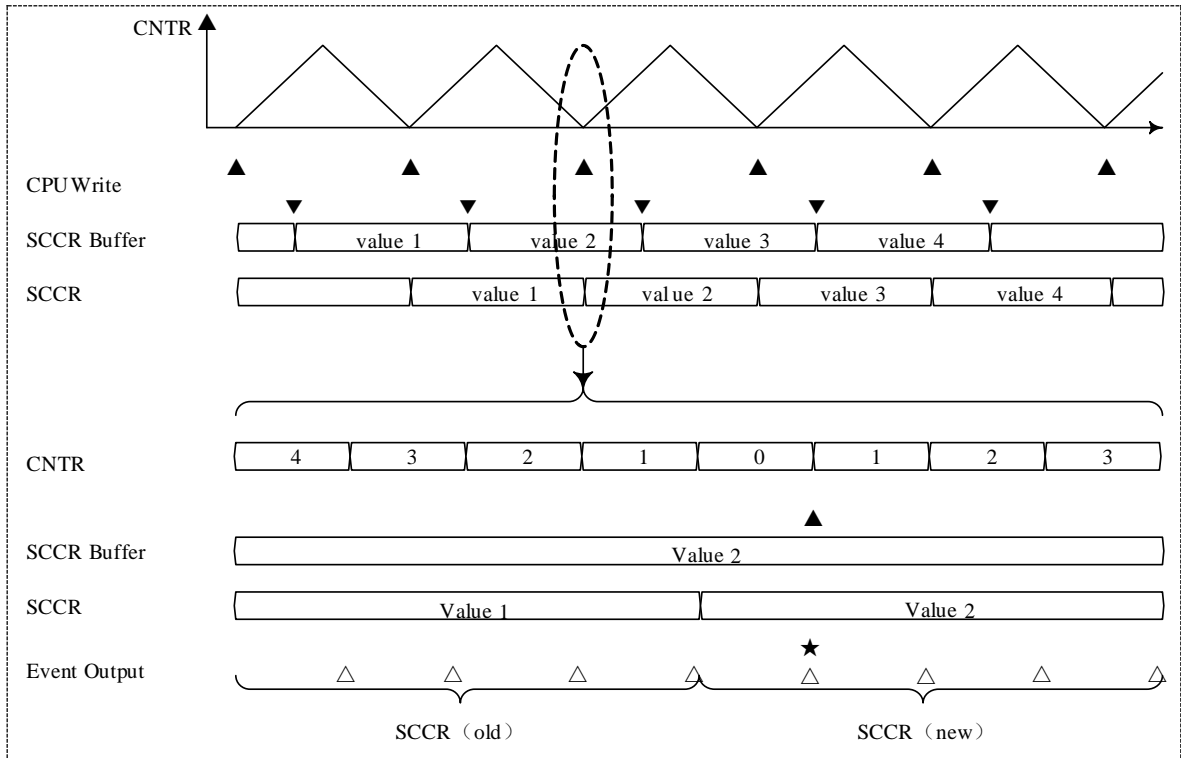 CNTR
CPU Write
SCCR Buffer value 1 value 2 value 3 value 4
SCCR value 1 value 2 value 3 value 4
CNTR 4 3 2 1 0 1 2 3
SCCR Buffer Value 2
SCCR Value 1 Value 2
Event Output
SCCR（old） SCCR（new）